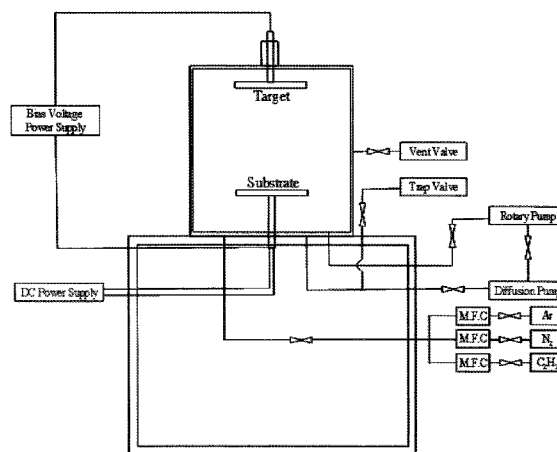 Target
Bias Voltage
Power Supply
Vent Valve
Substrate
Trap Valve
Rotary Pump
DC Power Supply
Diffusion Pump
M.F.C
Ar
M.F.C
N2
M.F.C
C2H2